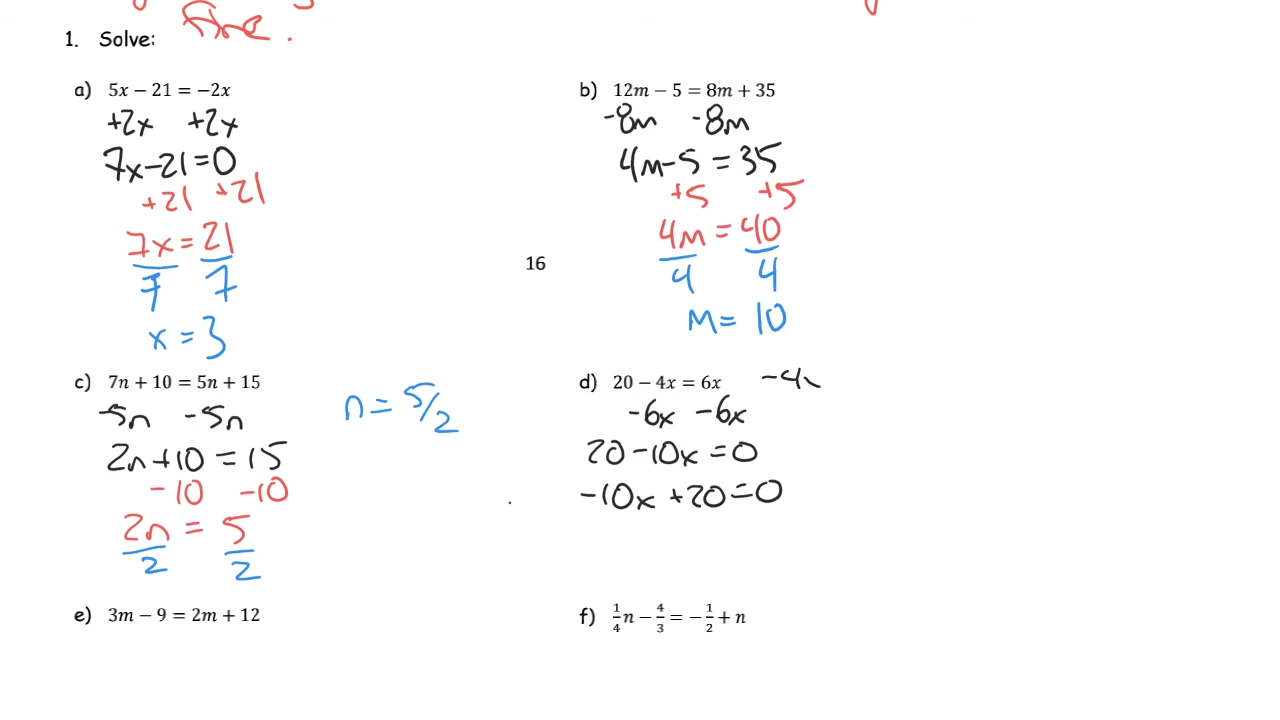 fine.
1. Solve:
a) 5x − 21 = −2x
+2x +2x
7x−21=0
+21 +21
7x = 21
7 7
x = 3
b) 12m − 5 = 8m + 35
-8m -8m
4m−5 = 35
+5 +5
4m = 40
4 4
m = 10
16
c) 7n + 10 = 5n + 15
-5n -5n
2n+10 = 15
-10 -10
2n = 5
2 2
n = 5/2
d) 20 − 4x = 6x -4x
-6x -6x
20-10x = 0
-10x +20=0
e) 3m − 9 = 2m + 12
f) 1/4 n − 4/3 = − 1/2 + n